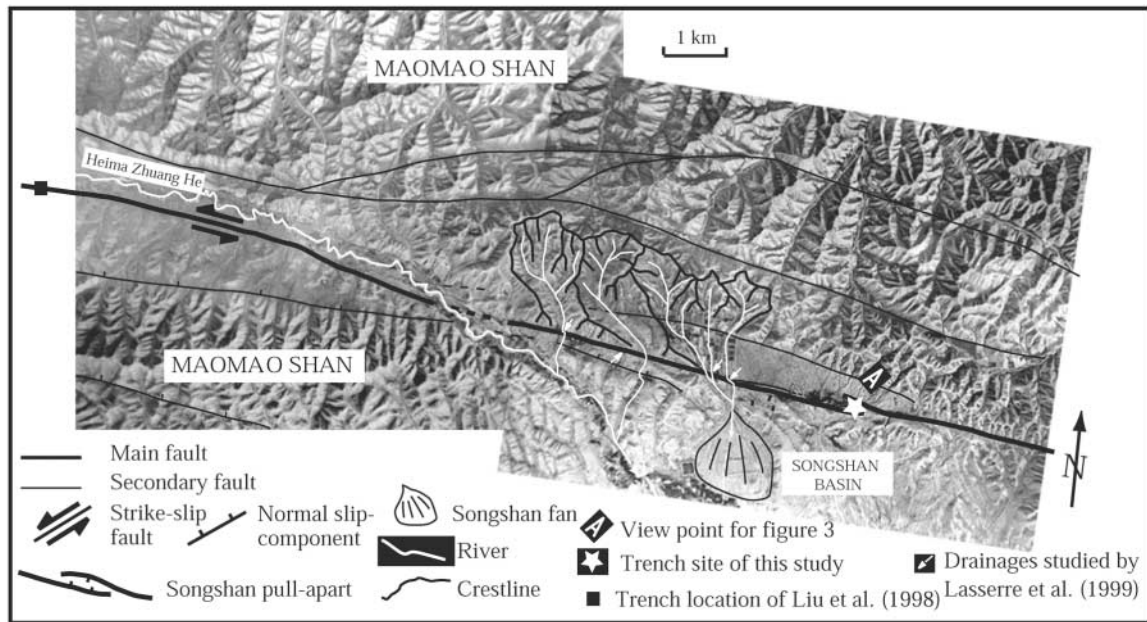 1 km
MAOMAO SHAN
Heima Zhuang He
MAOMAO SHAN
A
N
SONGSHAN
BASIN
Main fault
Secondary fault
Strike-slip
fault
Normal slip-
component
Songshan fan
River
Crestline
Songshan pull-apart
A View point for figure 3
Trench site of this study
Trench location of Liu et al. (1998)
Drainages studied by
Lasserre et al. (1999)